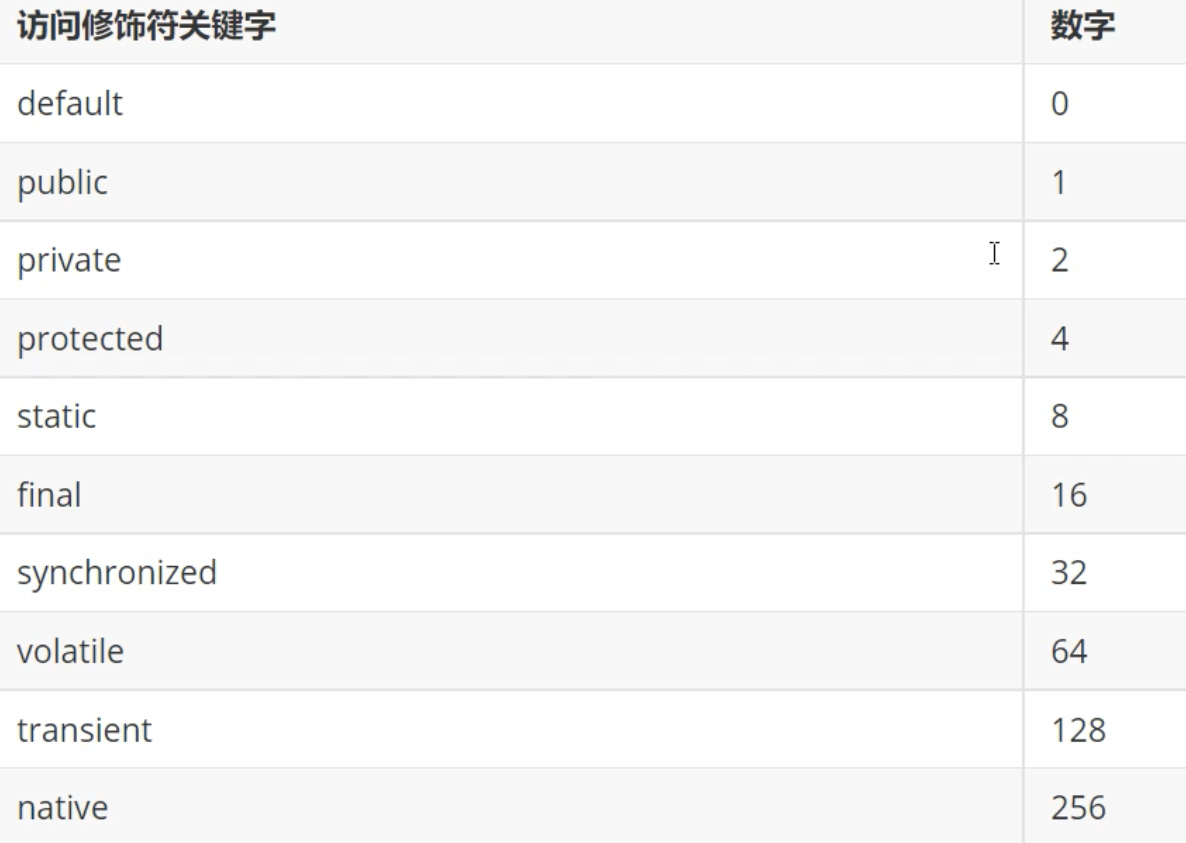 访问修饰符关键字 数字
default 0
public 1
private 2
protected 4
static 8
final 16
synchronized 32
volatile 64
transient 128
native 256